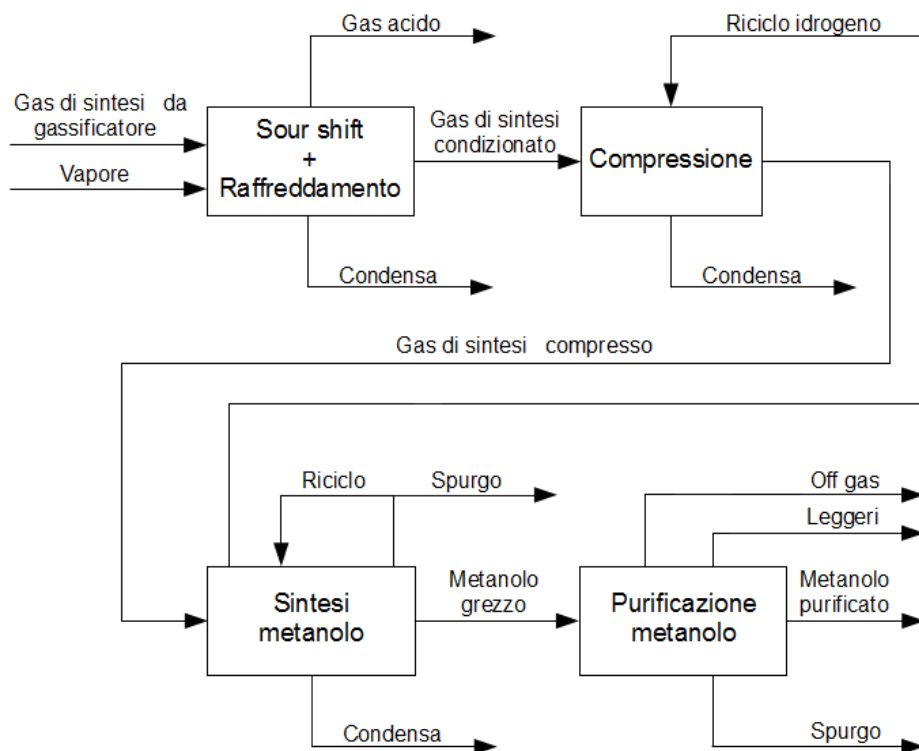 Gas acido
Riciclo idrogeno
Gas di sintesi da
gassificatore
Vapore
Sour shift
+
Raffreddamento
Gas di sintesi
condizionato
Compressione
Condensa
Condensa
Gas di sintesi compresso
Riciclo
Spurgo
Off gas
Leggeri
Sintesi
metanolo
Metanolo
grezzo
Purificazione
metanolo
Metanolo
purificato
Condensa
Spurgo